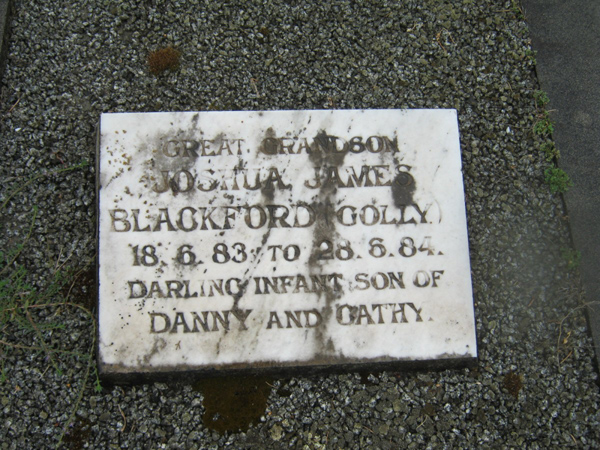 GREAT GRANDSON
JOSHUA JAMES
BLACKFORD (GOLLY)
18.6.83 TO 28.6.84.
DARLING INFANT SON OF
DANNY AND CATHY.